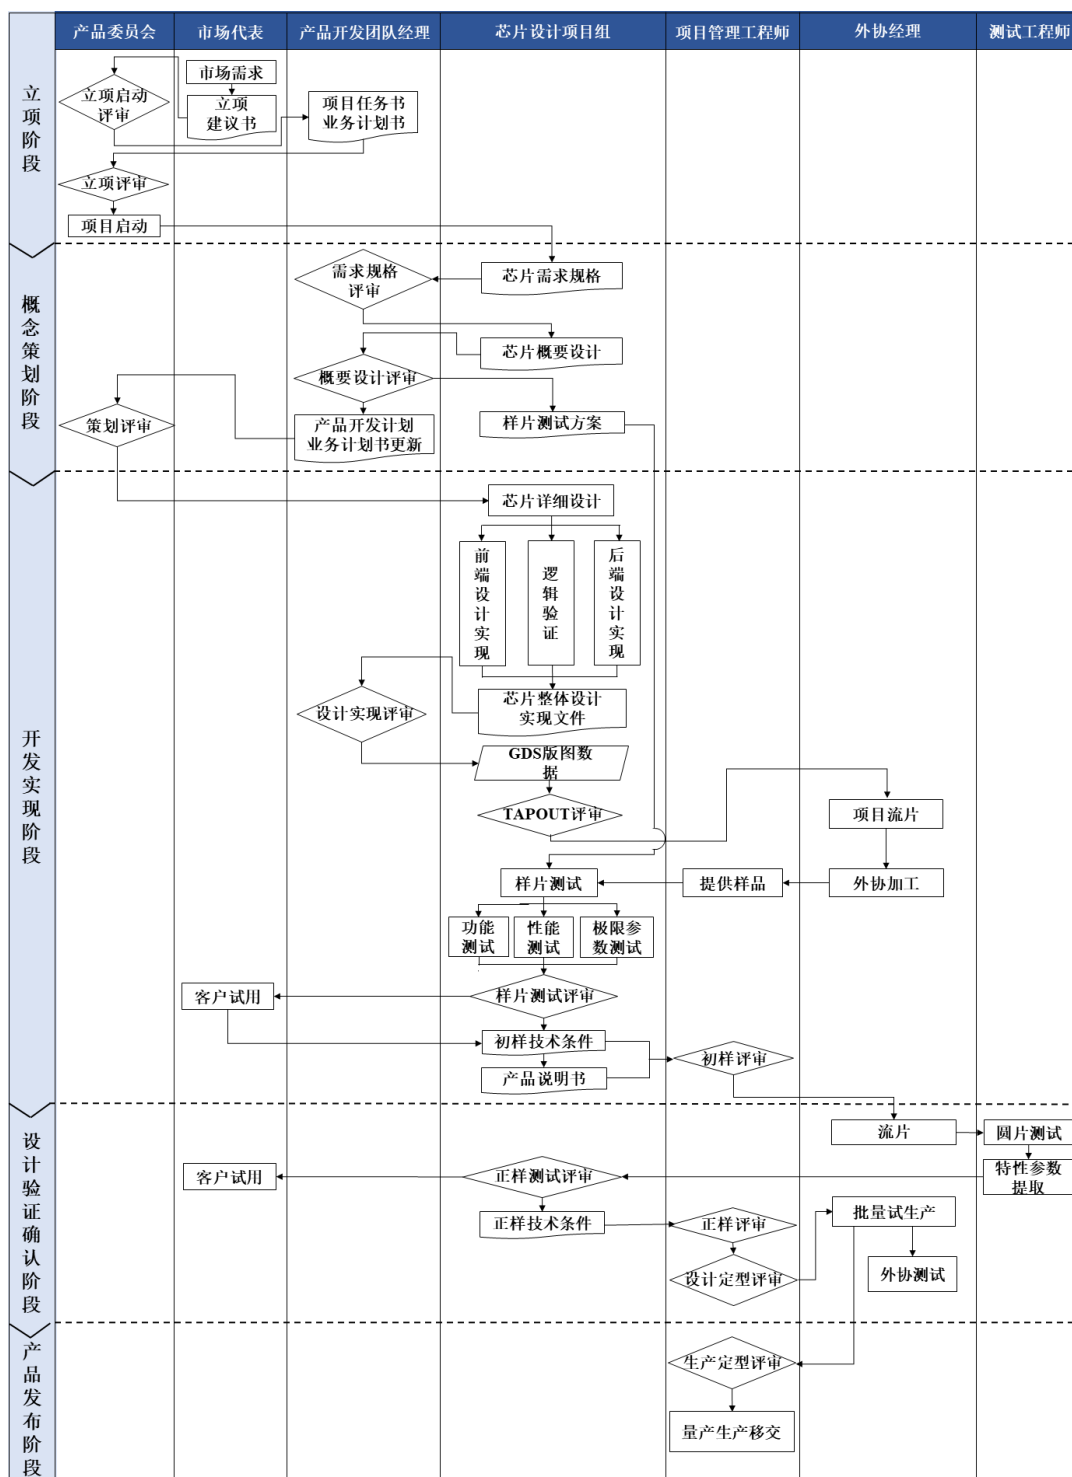 产品委员会
市场代表
产品开发团队经理
芯片设计项目组
项目管理工程师
外协经理
测试工程师
立项阶段
市场需求
立项启动
评审
立项
建议书
项目任务书
业务计划书
立项评审
项目启动
概念策划阶段
需求规格
评审
芯片需求规格
芯片概要设计
概要设计评审
策划评审
产品开发计划
业务计划书更新
样片测试方案
开发实现阶段
芯片详细设计
前端设计实现
逻辑验证
后端设计实现
芯片整体设计
实现文件
设计实现评审
GDS版图数
据
TAPOUT评审
项目流片
样片测试
提供样品
外协加工
功能
测试
性能
测试
极限参
数测试
客户试用
样片测试评审
初样技术条件
初样评审
产品说明书
设计验证确认阶段
流片
圆片测试
客户试用
正样测试评审
特性参数
提取
正样技术条件
正样评审
批量试生产
设计定型评审
外协测试
产品发布阶段
生产定型评审
量产生产移交